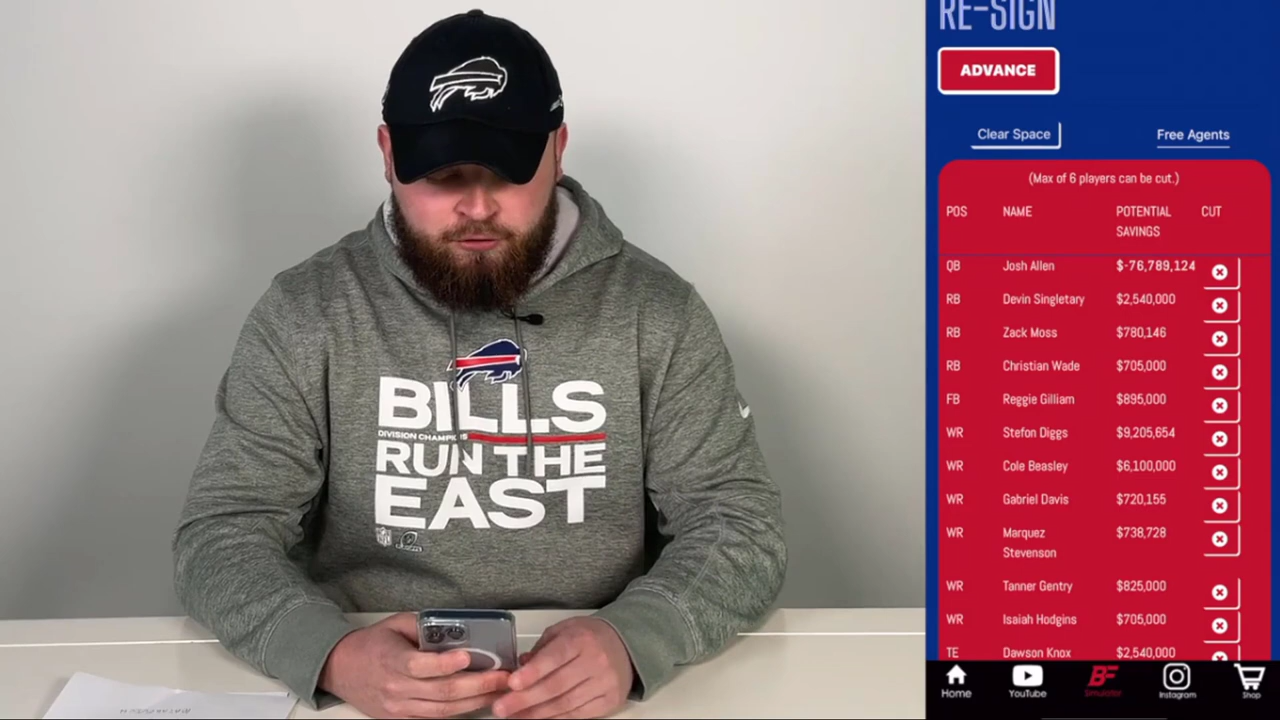 BILLS
DIVISION CHAMPIONS
RUN THE
EAST
NFL
RE-SIGN
ADVANCE
Clear Space
Free Agents
(Max of 6 players can be cut.)
POS NAME POTENTIAL SAVINGS CUT
QB Josh Allen $-76,789,124
RB Devin Singletary $2,540,000
RB Zack Moss $780,146
RB Christian Wade $705,000
FB Reggie Gilliam $895,000
WR Stefon Diggs $9,205,654
WR Cole Beasley $6,100,000
WR Gabriel Davis $720,155
WR Marquez Stevenson $738,728
WR Tanner Gentry $825,000
WR Isaiah Hodgins $705,000
TE Dawson Knox $2,540,000
Home
YouTube
BF
Simulator
Instagram
Shop